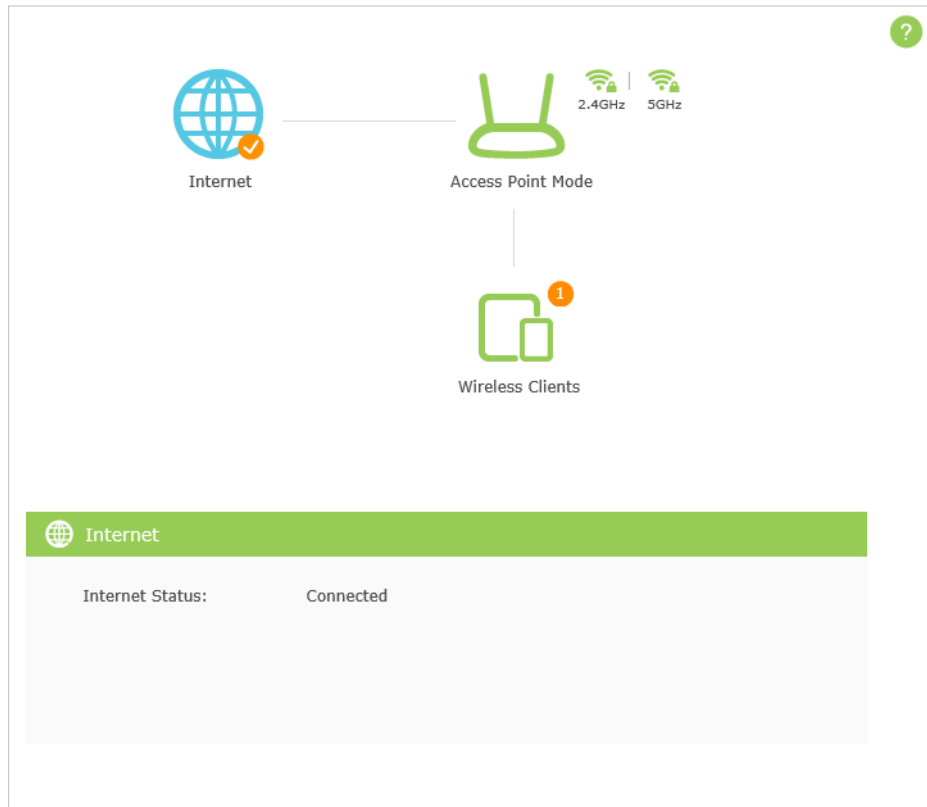 ?
2.4GHz 5GHz
Internet
Access Point Mode
1
Wireless Clients
Internet
Internet Status: Connected